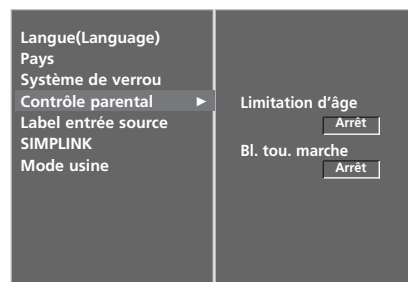 Langue(Language)
Pays
Système de verrou
Contrôle parental ►
Label entrée source
SIMPLINK
Mode usine
Limitation d'âge
Arrêt
Bl. tou. marche
Arrêt